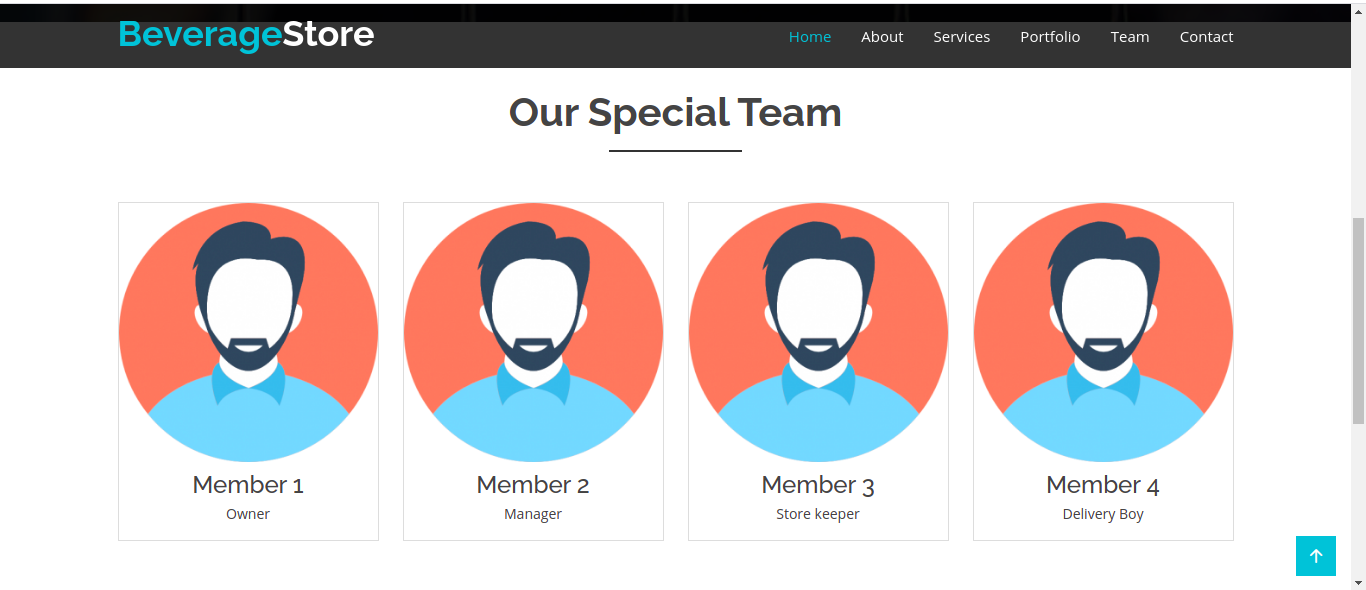 BeverageStore
Home About Services Portfolio Team Contact
Our Special Team
Member 1
Owner
Member 2
Manager
Member 3
Store keeper
Member 4
Delivery Boy